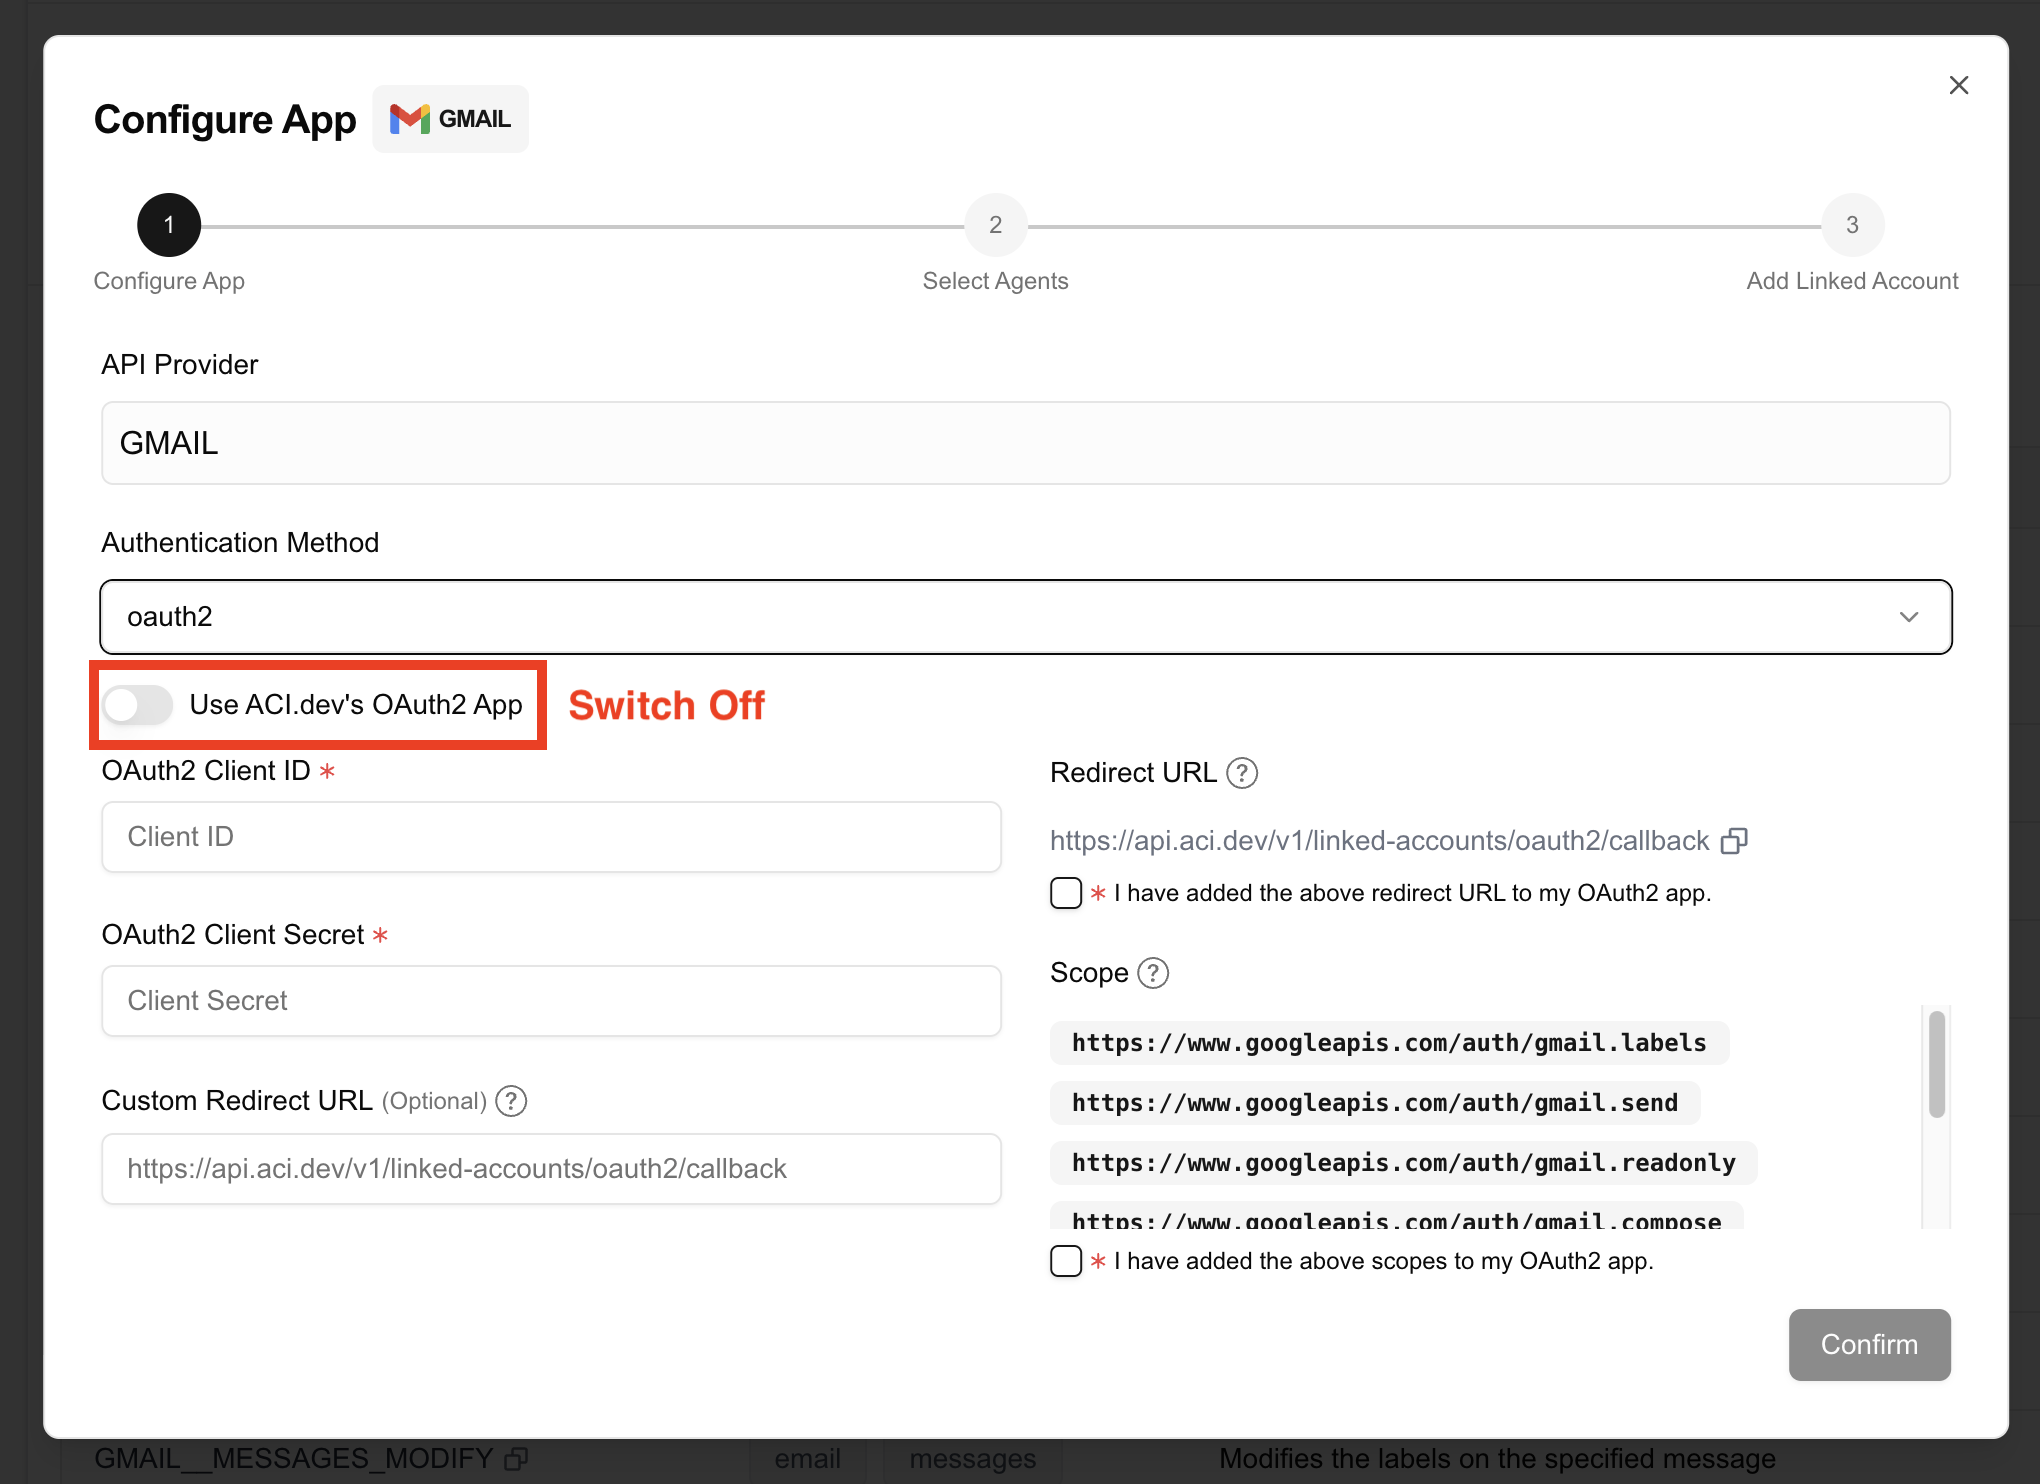 Configure App GMAIL
1 2 3
Configure App Select Agents Add Linked Account
API Provider
GMAIL
Authentication Method
oauth2
Use ACI.dev's OAuth2 App Switch Off
OAuth2 Client ID *
Client ID
OAuth2 Client Secret *
Client Secret
Custom Redirect URL (Optional) ?
https://api.aci.dev/v1/linked-accounts/oauth2/callback
Redirect URL ?
https://api.aci.dev/v1/linked-accounts/oauth2/callback
* I have added the above redirect URL to my OAuth2 app.
Scope ?
https://www.googleapis.com/auth/gmail.labels
https://www.googleapis.com/auth/gmail.send
https://www.googleapis.com/auth/gmail.readonly
https://www.googleapis.com/auth/gmail.compose
* I have added the above scopes to my OAuth2 app.
Confirm
GMAIL__MESSAGES_MODIFY email messages Modifies the labels on the specified message